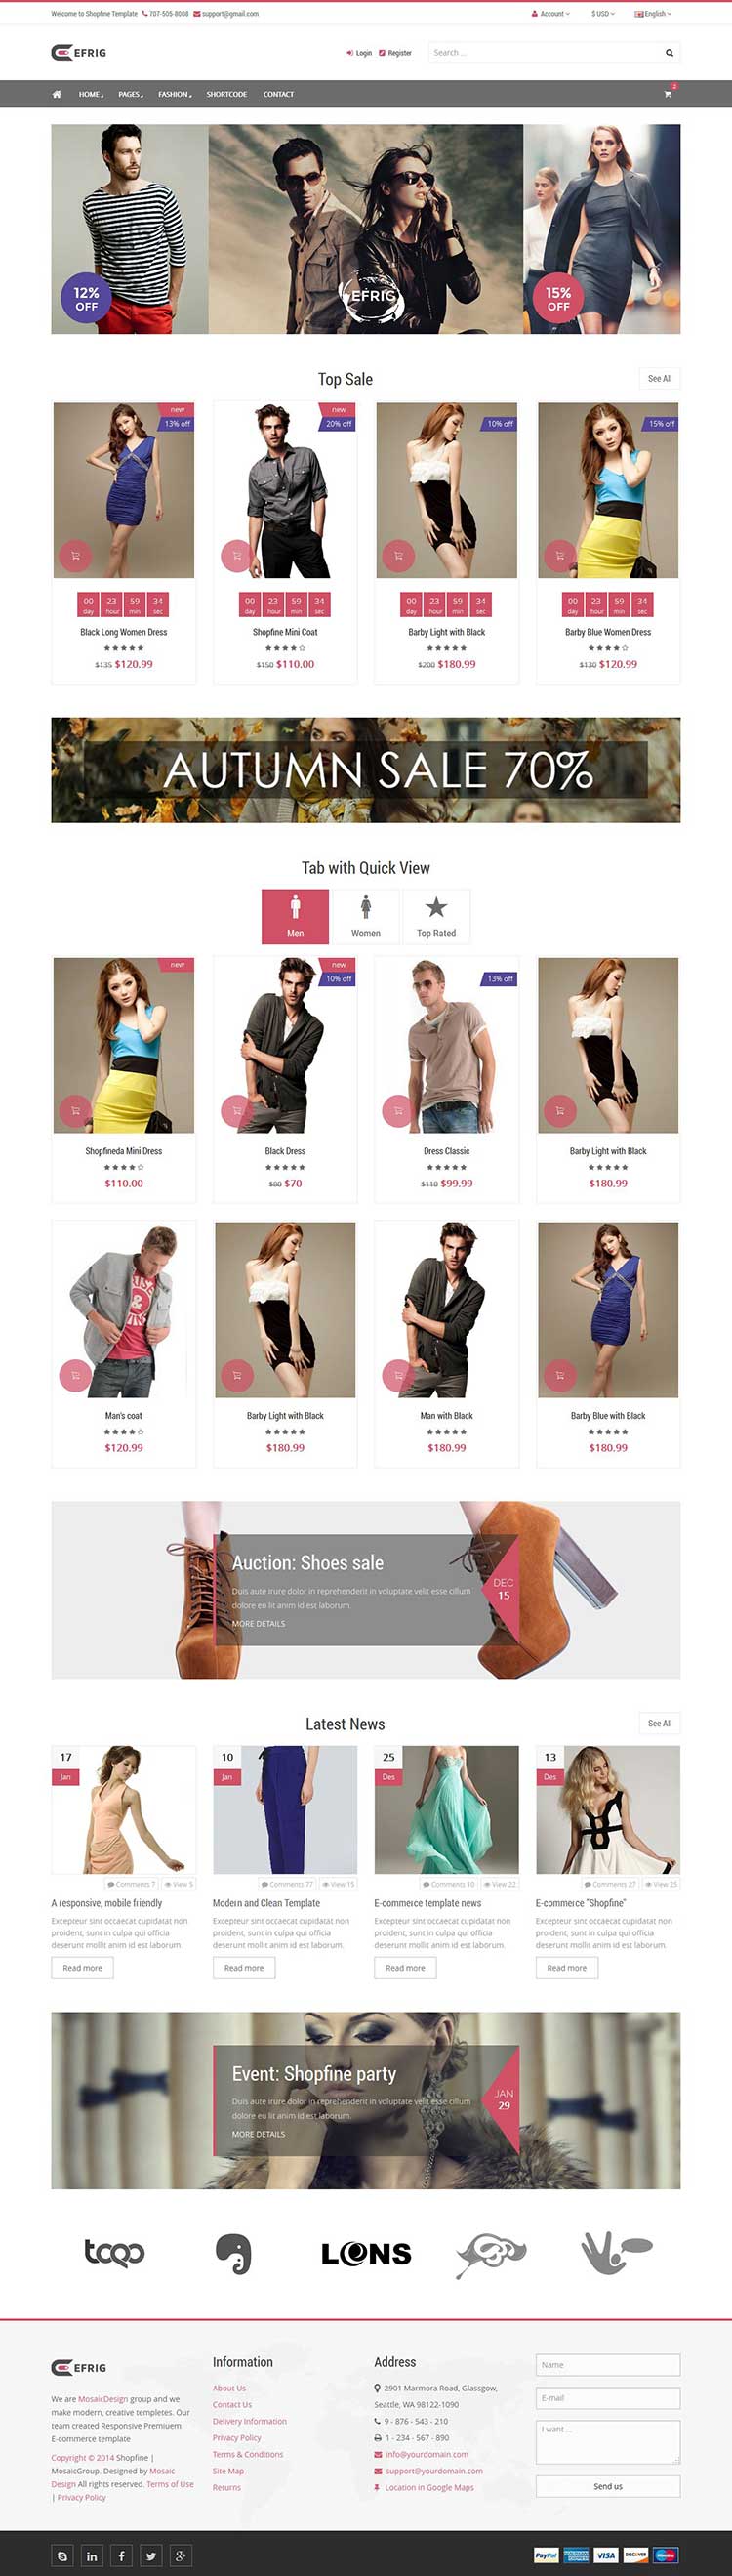 Welcome to Shopfine Template 707-505-8008 support@gmail.com
Account $ USD English
EFRIG
Login Register Search ...
HOME PAGES FASHION SHORTCODE CONTACT 2
12% OFF
EFRIG
15% OFF
Top Sale See All
new
13% off
new
20% off
10% off
15% off
00 day 23 hour 59 min 34 sec
00 day 23 hour 59 min 34 sec
00 day 23 hour 59 min 34 sec
00 day 23 hour 59 min 34 sec
Black Long Women Dress
$135 $120.99
Shopfine Mini Coat
$150 $110.00
Barby Light with Black
$200 $180.99
Barby Blue Women Dress
$130 $120.99
AUTUMN SALE 70%
Tab with Quick View
Men Women Top Rated
new
new
10% off
13% off
Shopfineda Mini Dress
$110.00
Black Dress
$80 $70
Dress Classic
$110 $99.99
Barby Light with Black
$180.99
Man's coat
$120.99
Barby Light with Black
$180.99
Man with Black
$180.99
Barby Blue with Black
$180.99
Auction: Shoes sale
Duis aute irure dolor in reprehenderit in voluptate velit esse cillum
dolore eu lit anim id est laborum.
MORE DETAILS
DEC
15
Latest News See All
17
Jan
Comments 7 View 5
A responsive, mobile friendly
Excepteur sint occaecat cupidatat non
proident, sunt in culpa qui officia
deserunt mollit anim id est laborum.
Read more
10
Jan
Comments 77 View 15
Modern and Clean Template
Excepteur sint occaecat cupidatat non
proident, sunt in culpa qui officia
deserunt mollit anim id est laborum.
Read more
25
Des
Comments 10 View 22
E-commerce template news
Excepteur sint occaecat cupidatat non
proident, sunt in culpa qui officia
deserunt mollit anim id est laborum.
Read more
13
Des
Comments 27 View 25
E-commerce "Shopfine"
Excepteur sint occaecat cupidatat non
proident, sunt in culpa qui officia
deserunt mollit anim id est laborum.
Read more
Event: Shopfine party
Duis aute irure dolor in reprehenderit in voluptate velit esse cillum
dolore eu lit anim id est laborum.
MORE DETAILS
JAN
29
LONS
EFRIG
We are MosaicDesign group and we
make modern, creative templetes. Our
team created Responsive Premiuem
E-commerce template
Copyright © 2014 Shopfine |
MosaicGroup. Designed by Mosaic
Design All rights reserved. Terms of Use
| Privacy Policy
Information
About Us
Contact Us
Delivery Information
Privacy Policy
Terms & Conditions
Site Map
Returns
Address
2901 Marmora Road, Glassgow,
Seattle, WA 98122-1090
9 - 876 - 543 - 210
1 - 234 - 567 - 890
info@yourdomain.com
support@yourdomain.com
Location in Google Maps
Name
E-mail
I want ...
Send us
PayPal VISA DISCOVER